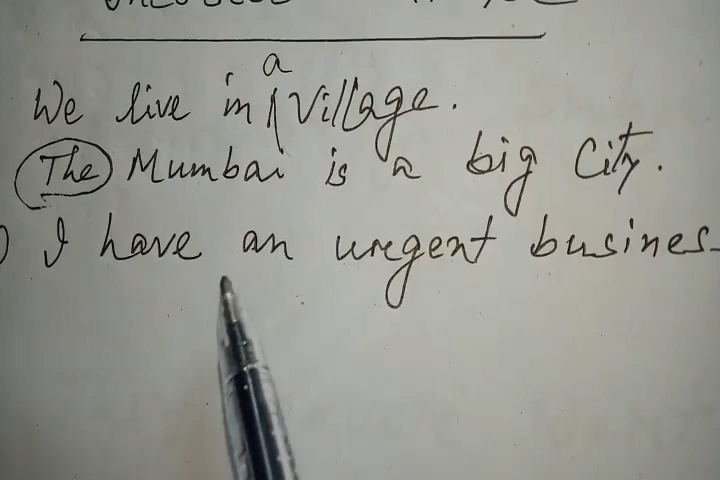 We live in a Village.
The Mumbai is a big City.
) I have an urgent busines-